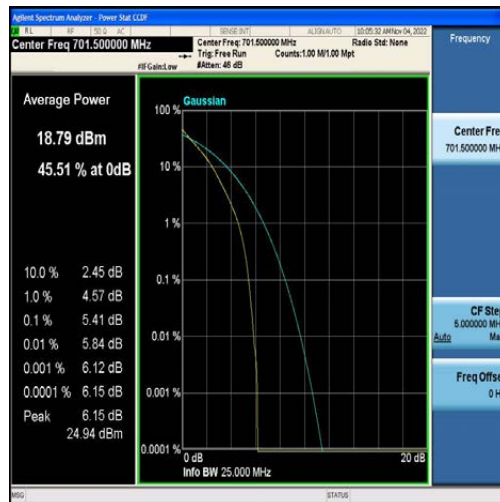 Agilent Spectrum Analyzer - Power Stat CCDF
RL RF 50 Ω AC SENSE:INT ALIGNAUTO 10:05:32 AM Nov 04, 2022
Center Freq 701.500000 MHz
Center Freq: 701.500000 MHz
Radio Std: None
Trig: Free Run
Counts:1.00 M/1.00 Mpt
#IFGain:Low
#Atten: 46 dB
Frequency
Average Power
18.79 dBm
45.51 % at 0dB
10.0 % 2.45 dB
1.0 % 4.57 dB
0.1 % 5.41 dB
0.01 % 5.84 dB
0.001 % 6.12 dB
0.0001 % 6.15 dB
Peak 6.15 dB
24.94 dBm
Gaussian
100 %
10 %
1 %
0.1 %
0.01 %
0.001 %
0.0001 %
0 dB
20 dB
Info BW 25.000 MHz
Center Fre
701.500000 MH
CF Ste
5.000000 MH
Auto Ma
Freq Offse
0 H
MSG
STATUS